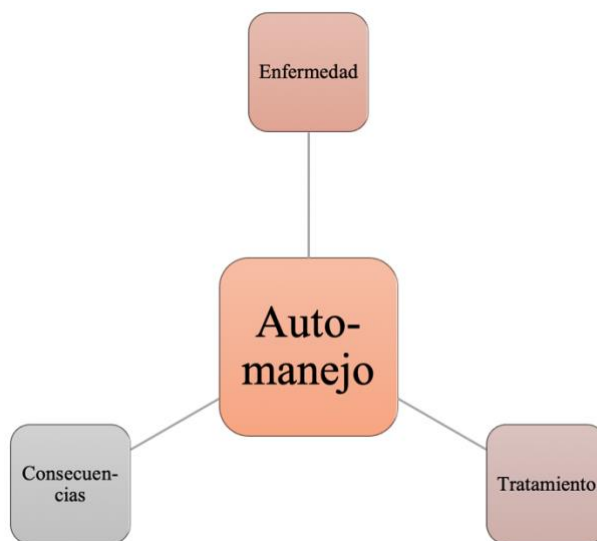 Enfermedad
Auto-
manejo
Consecuen-
cias
Tratamiento